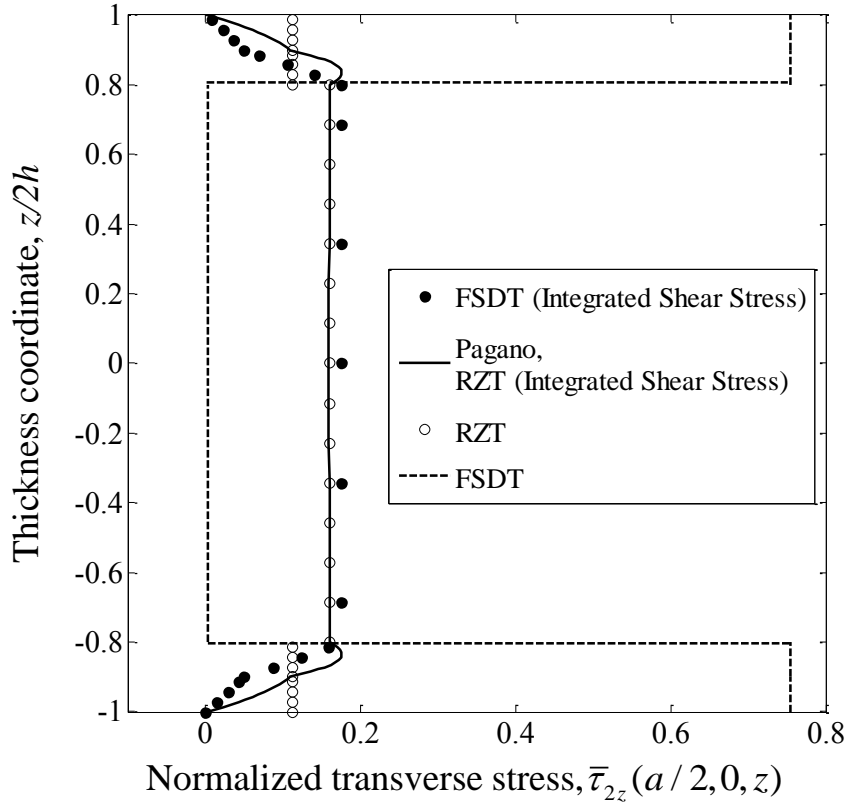 1
0.8
0.6
0.4
0.2
0
-0.2
-0.4
-0.6
-0.8
-1
Thickness coordinate, z/2h
FSDT (Integrated Shear Stress)
Pagano,
RZT (Integrated Shear Stress)
RZT
FSDT
0 0.2 0.4 0.6 0.8
Normalized transverse stress, τ̅₂z(a/2,0,z)